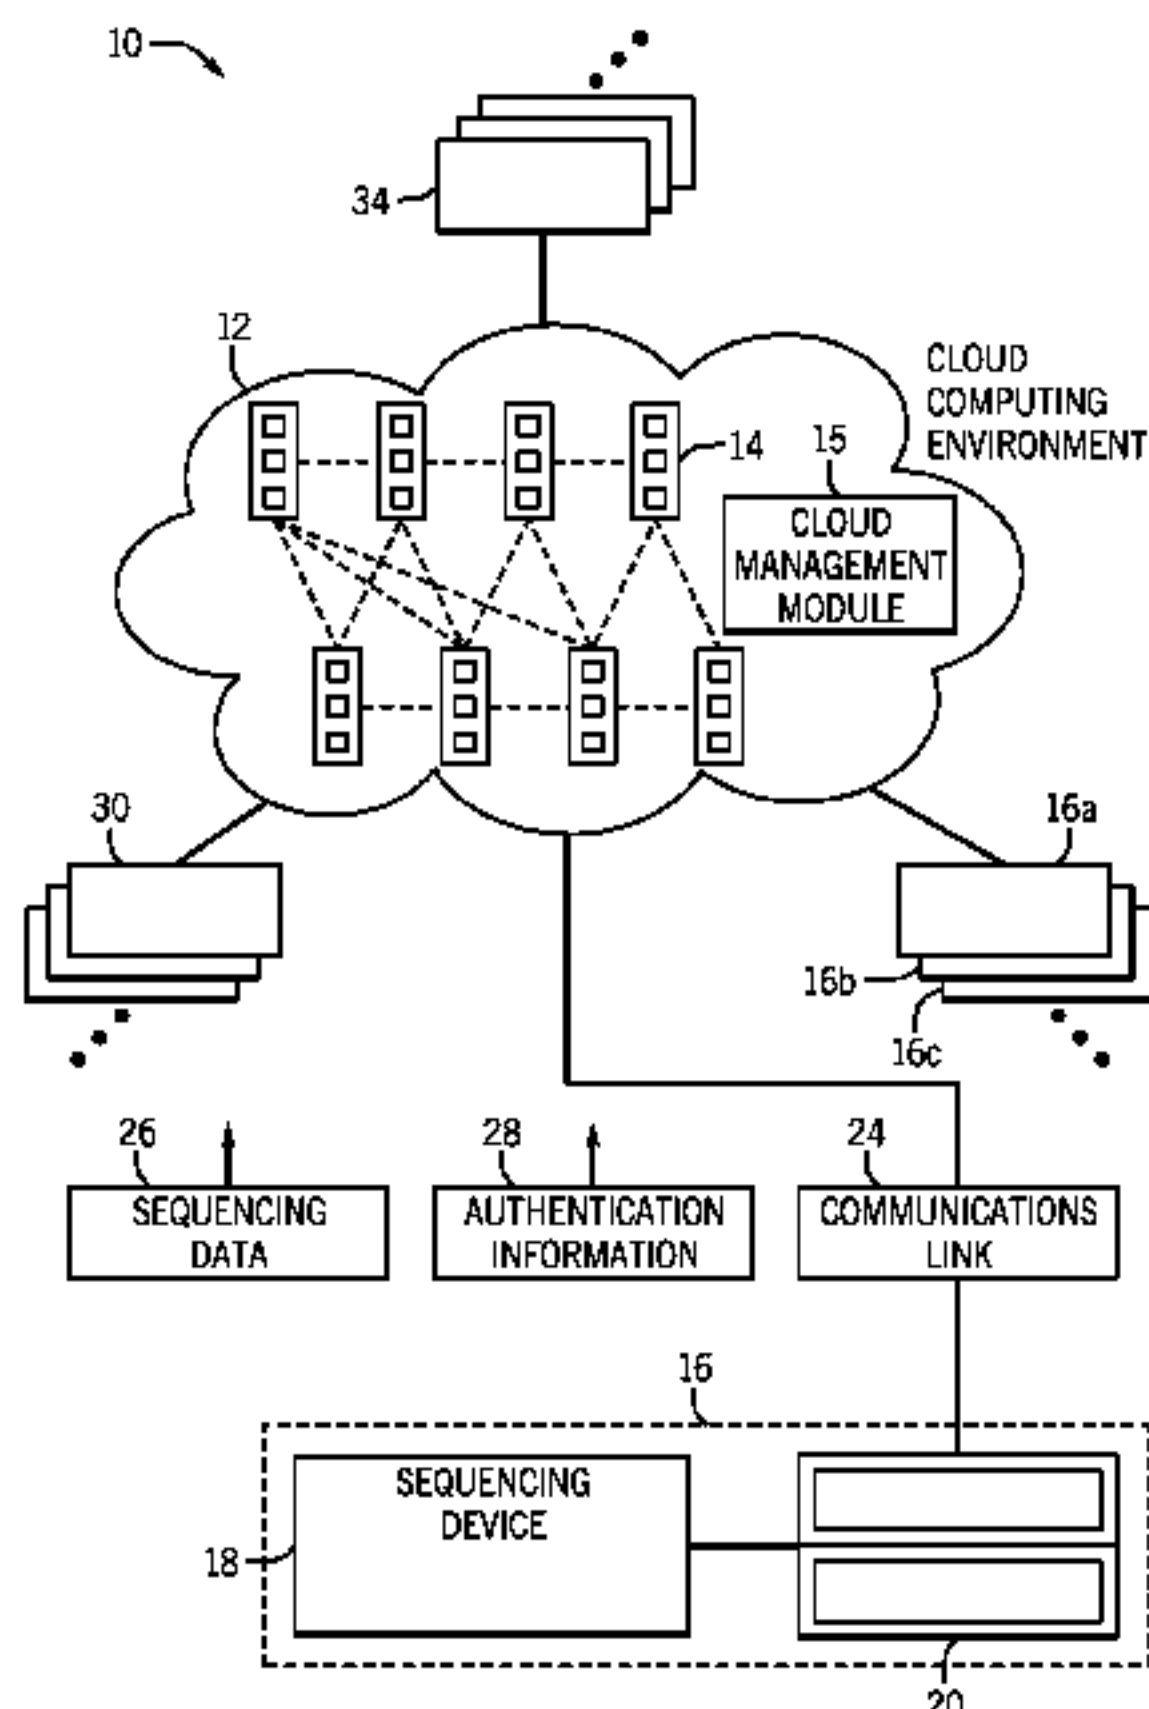 10
34
12
CLOUD
COMPUTING
ENVIRONMENT
14
15
CLOUD
MANAGEMENT
MODULE
30
16a
16b
16c
26
28
24
SEQUENCING
DATA
AUTHENTICATION
INFORMATION
COMMUNICATIONS
LINK
16
SEQUENCING
DEVICE
18
20